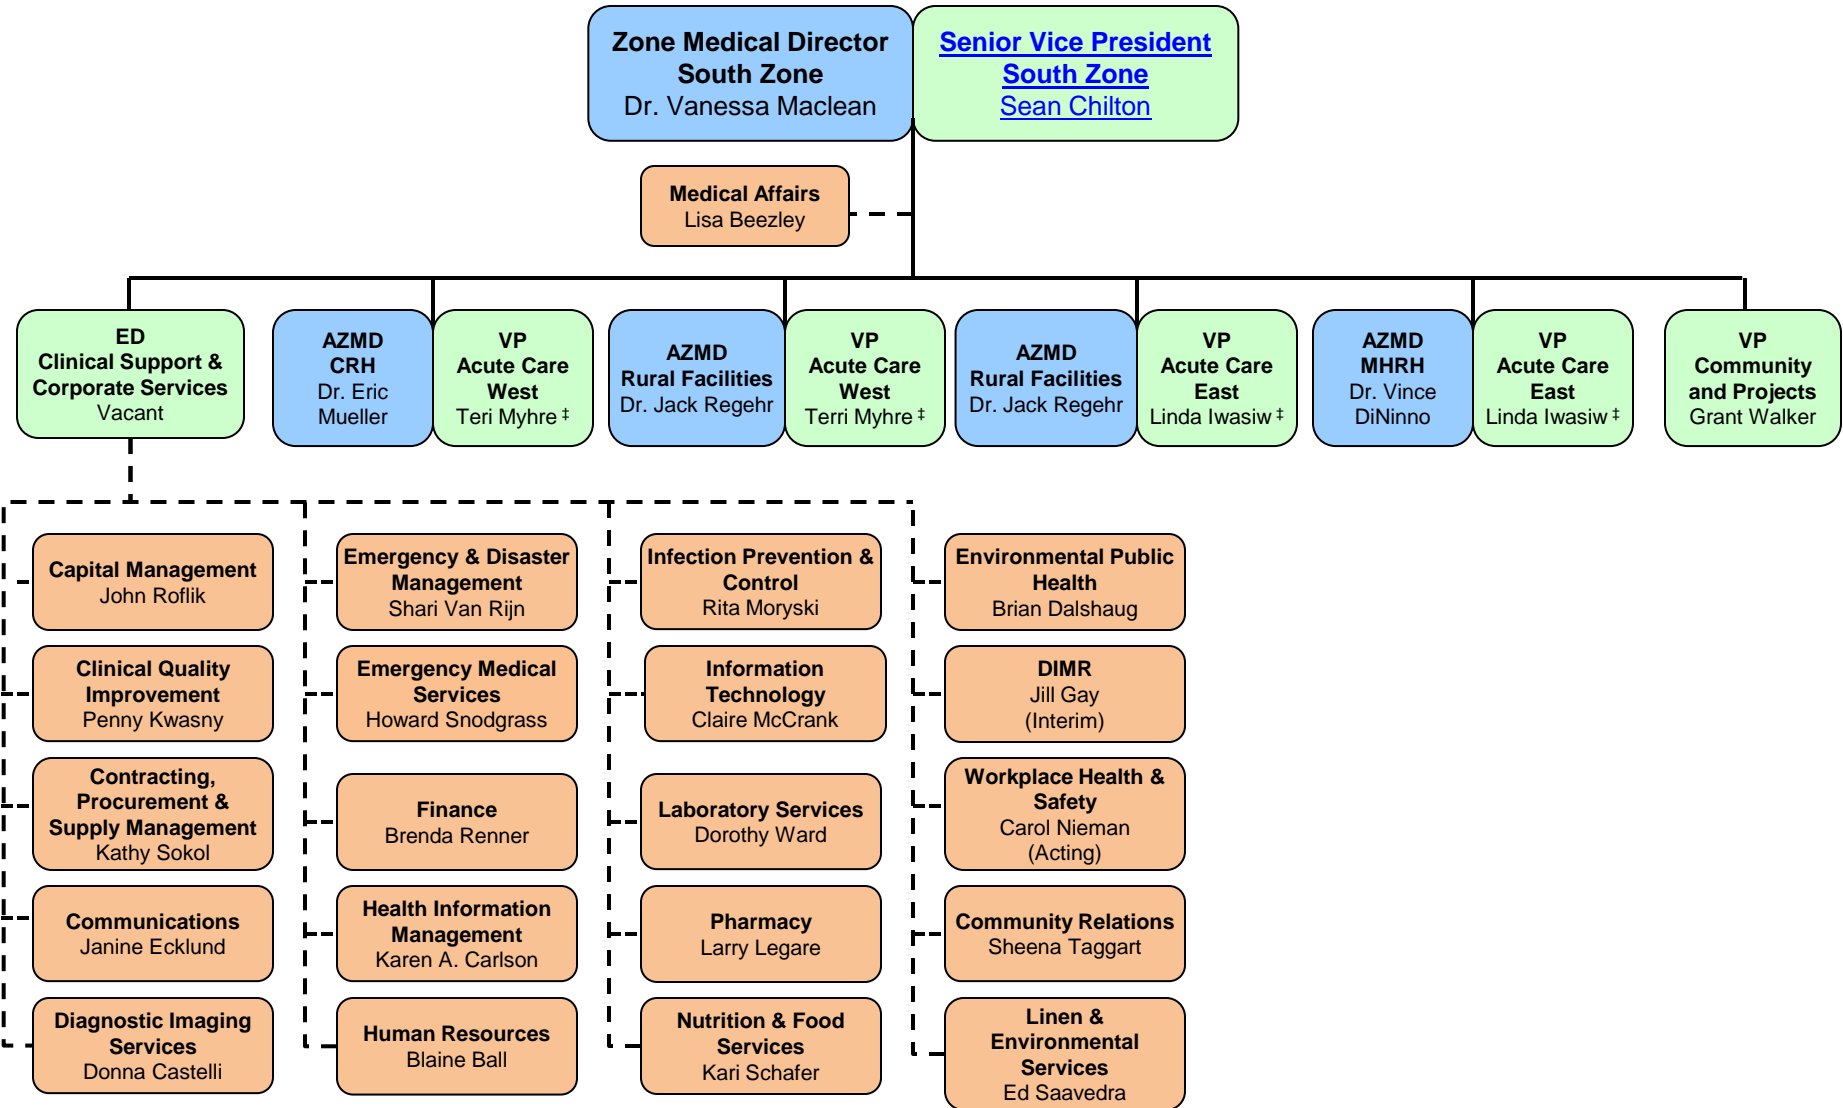 Zone Medical Director
South Zone
Dr. Vanessa Maclean
Senior Vice President
South Zone
Sean Chilton
Medical Affairs
Lisa Beezley
ED
Clinical Support &
Corporate Services
Vacant
AZMD
CRH
Dr. Eric
Mueller
VP
Acute Care
West
Teri Myhre ‡
AZMD
Rural Facilities
Dr. Jack Regehr
VP
Acute Care
West
Terri Myhre ‡
AZMD
Rural Facilities
Dr. Jack Regehr
VP
Acute Care
East
Linda Iwasiw ‡
AZMD
MHRH
Dr. Vince
DiNinno
VP
Acute Care
East
Linda Iwasiw ‡
VP
Community
and Projects
Grant Walker
Capital Management
John Roflik
Clinical Quality
Improvement
Penny Kwasny
Contracting,
Procurement &
Supply Management
Kathy Sokol
Communications
Janine Ecklund
Diagnostic Imaging
Services
Donna Castelli
Emergency & Disaster
Management
Shari Van Rijn
Emergency Medical
Services
Howard Snodgrass
Finance
Brenda Renner
Health Information
Management
Karen A. Carlson
Human Resources
Blaine Ball
Infection Prevention &
Control
Rita Moryski
Information
Technology
Claire McCrank
Laboratory Services
Dorothy Ward
Pharmacy
Larry Legare
Nutrition & Food
Services
Kari Schafer
Environmental Public
Health
Brian Dalshaug
DIMR
Jill Gay
(Interim)
Workplace Health &
Safety
Carol Nieman
(Acting)
Community Relations
Sheena Taggart
Linen &
Environmental
Services
Ed Saavedra